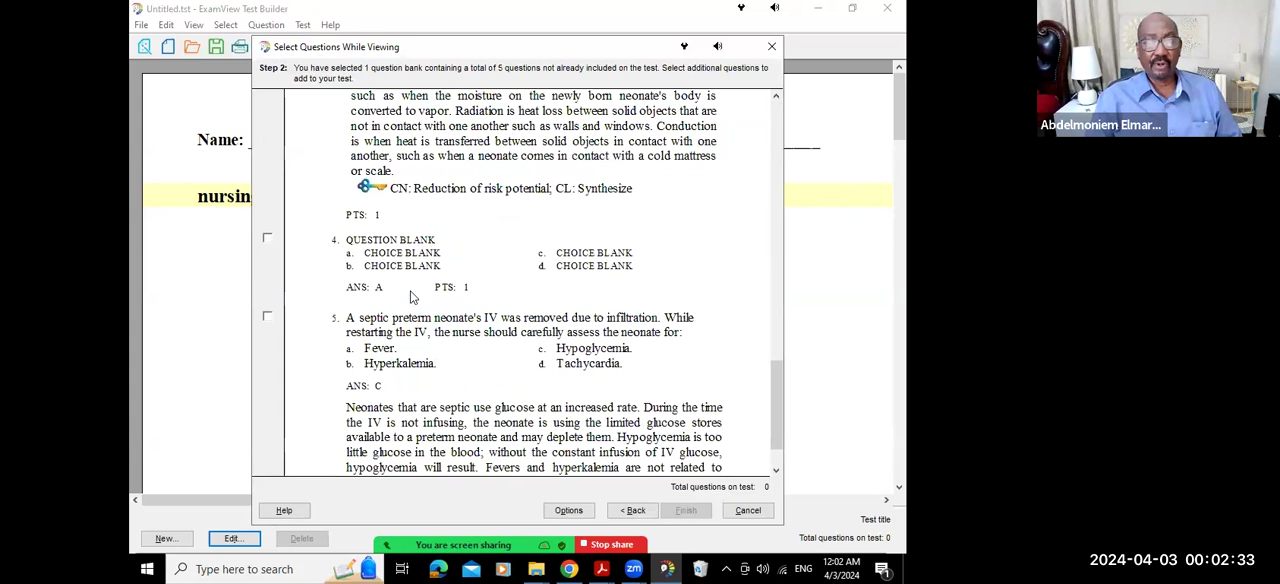 Untitled.tst - ExamView Test Builder
File Edit View Select Question Test Help
Select Questions While Viewing
Step 2: You have selected 1 question bank containing a total of 5 questions not already included on the test. Select additional questions to
add to your test.
Name:
nursin
such as when the moisture on the newly born neonate's body is
converted to vapor. Radiation is heat loss between solid objects that are
not in contact with one another such as walls and windows. Conduction
is when heat is transferred between solid objects in contact with one
another, such as when a neonate comes in contact with a cold mattress
or scale.
CN: Reduction of risk potential; CL: Synthesize
PTS: 1
4. QUESTION BLANK
a. CHOICE BLANK c. CHOICE BLANK
b. CHOICE BLANK d. CHOICE BLANK
ANS: A PTS: 1
5. A septic preterm neonate's IV was removed due to infiltration. While
restarting the IV, the nurse should carefully assess the neonate for:
a. Fever. c. Hypoglycemia.
b. Hyperkalemia. d. Tachycardia.
ANS: C
Neonates that are septic use glucose at an increased rate. During the time
the IV is not infusing, the neonate is using the limited glucose stores
available to a preterm neonate and may deplete them. Hypoglycemia is too
little glucose in the blood; without the constant infusion of IV glucose,
hypoglycemia will result. Fevers and hyperkalemia are not related to
Total questions on test: 0
Help Options < Back Finish Cancel
Test title
New... Edit... Delete Total questions on test: 0
You are screen sharing Stop share
Type here to search
zm
ENG
12:02 AM
4/3/2024
1
Abdelmoniem Elmar...
2024-04-03 00:02:33